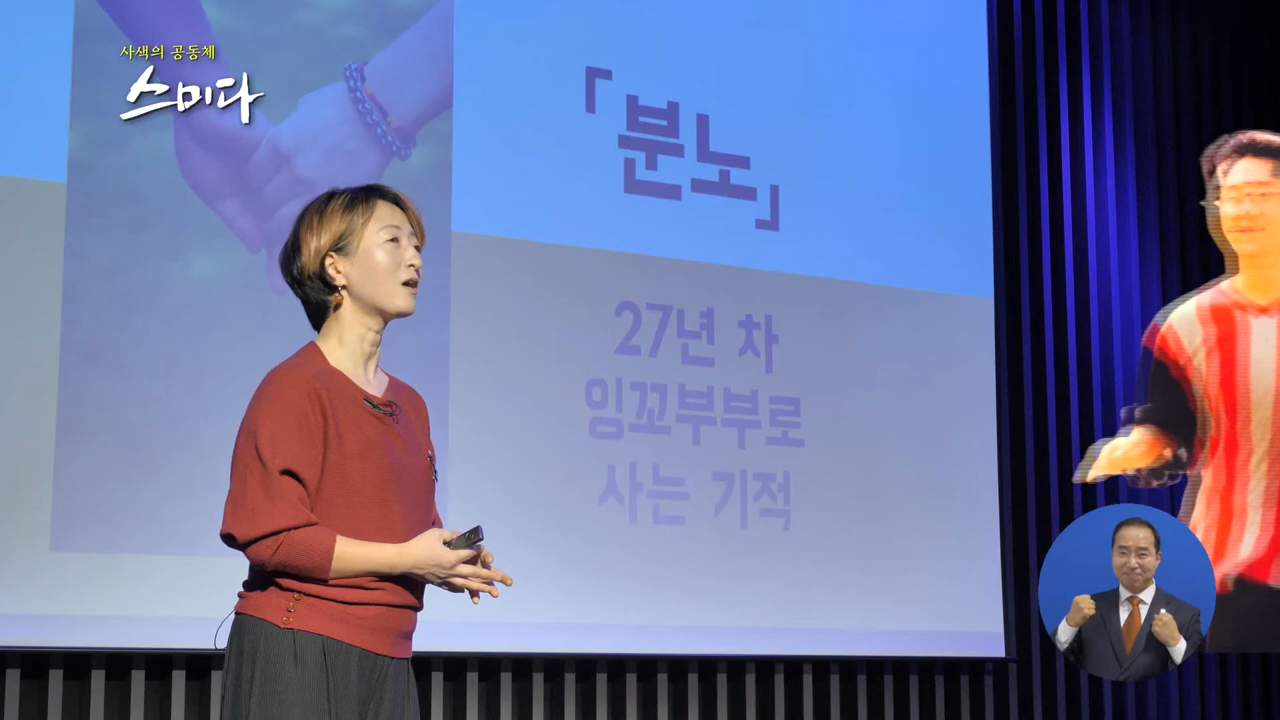 사색의 공동체
스미다
「분노」
27년 차
잉꼬부부로
사는 기적